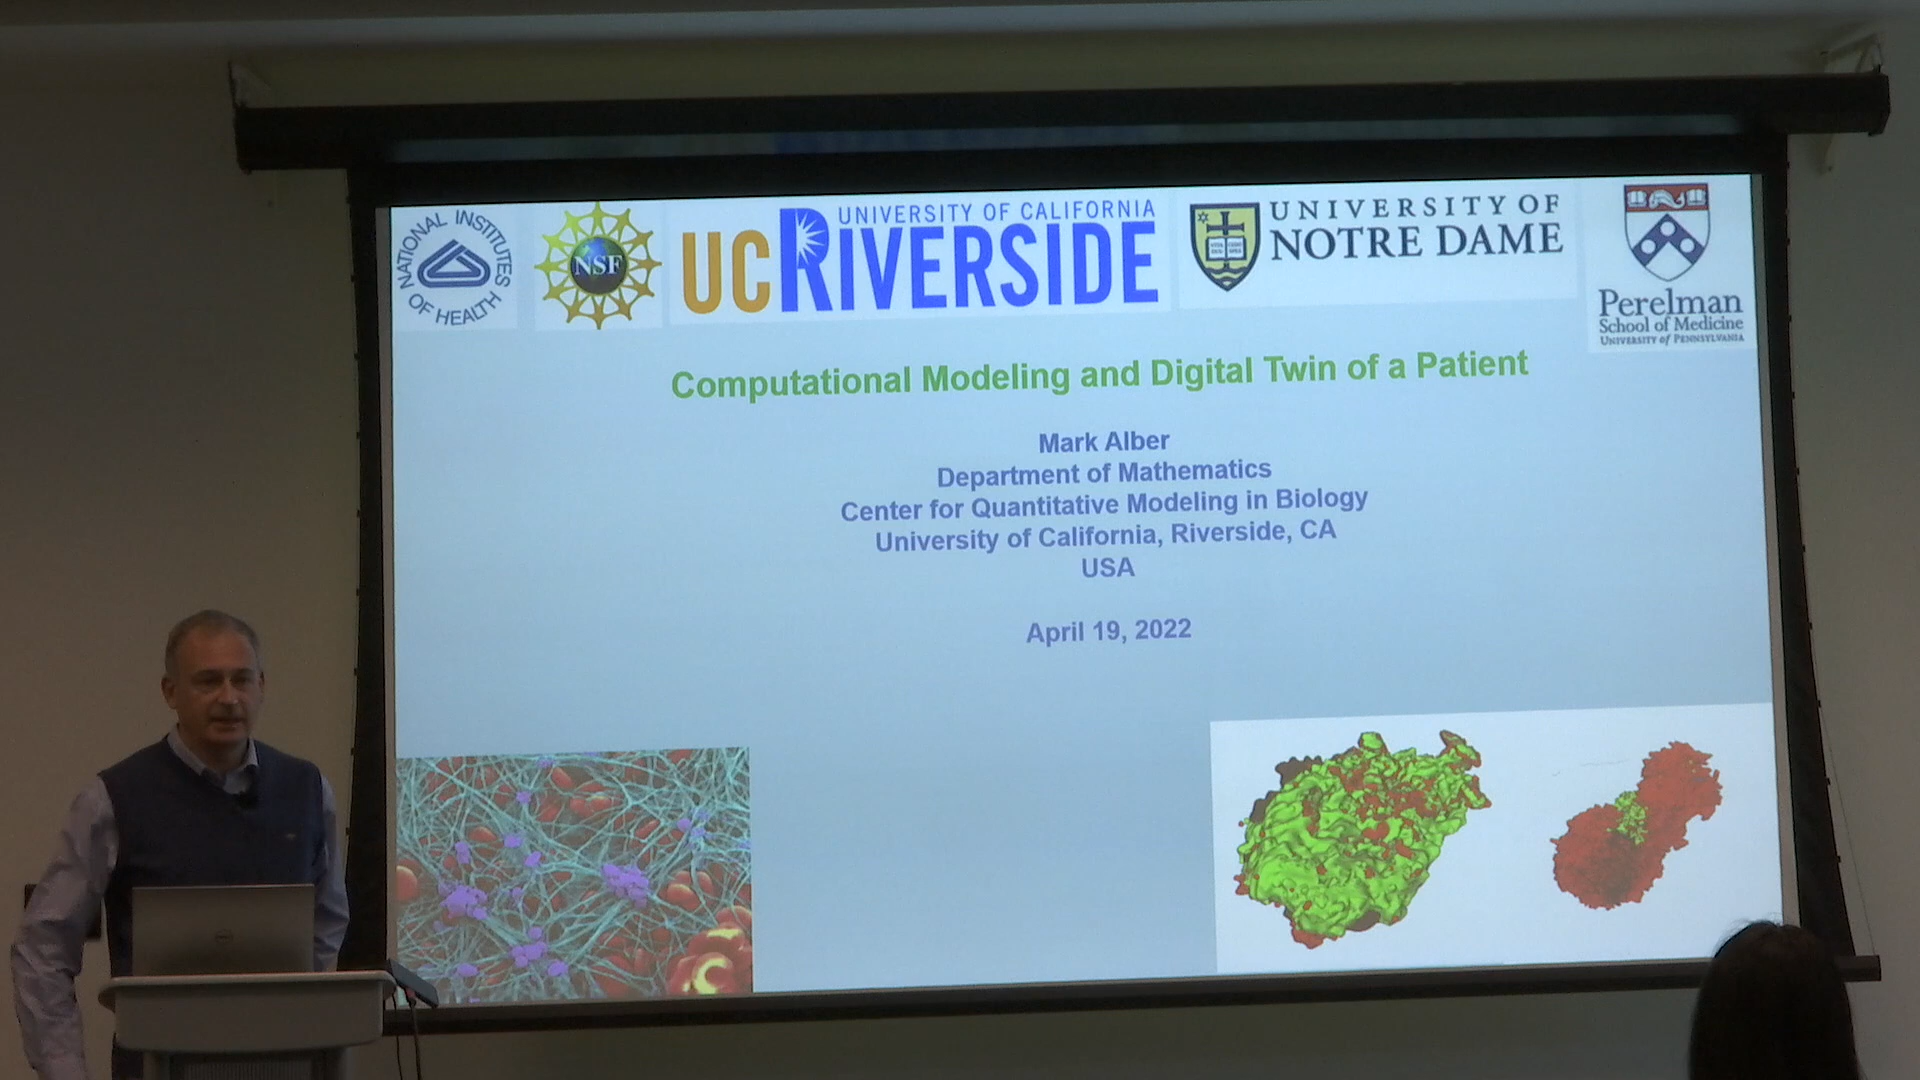 NATIONAL INSTITUTES
OF HEALTH
NSF
UNIVERSITY OF CALIFORNIA
UC RIVERSIDE
UNIVERSITY OF
NOTRE DAME
Perelman
School of Medicine
UNIVERSITY of PENNSYLVANIA
Computational Modeling and Digital Twin of a Patient
Mark Alber
Department of Mathematics
Center for Quantitative Modeling in Biology
University of California, Riverside, CA
USA
April 19, 2022